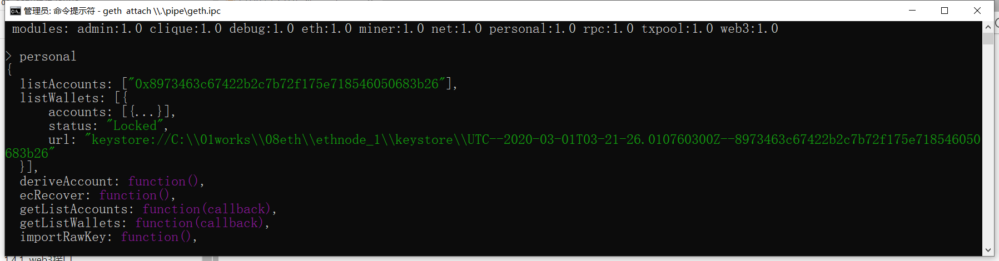 管理员: 命令提示符 - geth  attach \\.\pipe\geth.ipc
modules: admin:1.0 clique:1.0 debug:1.0 eth:1.0 miner:1.0 net:1.0 personal:1.0 rpc:1.0 txpool:1.0 web3:1.0
> personal
{
listAccounts: ["0x8973463c67422b2c7b72f175e718546050683b26"],
listWallets: [{
accounts: [{...}],
status: "Locked",
url: "keystore://C:\\01works\\08eth\\ethnode_1\\keystore\\UTC--2020-03-01T03-21-26.010760300Z--8973463c67422b2c7b72f175e718546050
683b26"
}],
deriveAccount: function(),
ecRecover: function(),
getListAccounts: function(callback),
getListWallets: function(callback),
importRawKey: function(),